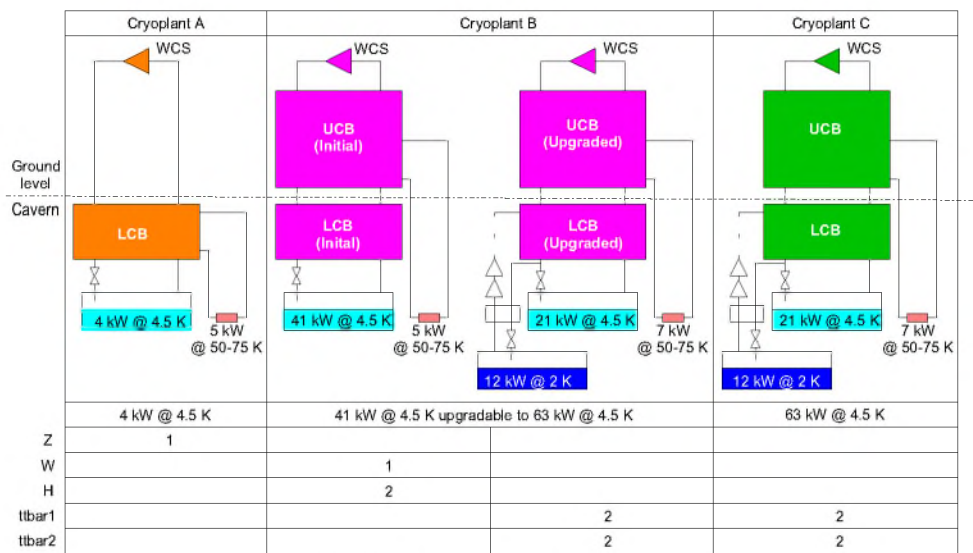 Cryoplant A
Cryoplant B
Cryoplant C
WCS
WCS
WCS
WCS
UCB
(Initial)
UCB
(Upgraded)
UCB
Ground
level
Cavern
LCB
LCB
(Inital)
LCB
(Upgraded)
LCB
4 kW @ 4.5 K
41 kW @ 4.5 K
21 kW @ 4.5 K
21 kW @ 4.5 K
5 kW
@ 50-75 K
5 kW
@ 50-75 K
7 kW
@ 50-75 K
7 kW
@ 50-75 K
12 kW @ 2 K
12 kW @ 2 K
4 kW @ 4.5 K 41 kW @ 4.5 K upgradable to 63 kW @ 4.5 K 63 kW @ 4.5 K
Z 1
W 1
H 2
ttbar1 2 2
ttbar2 2 2